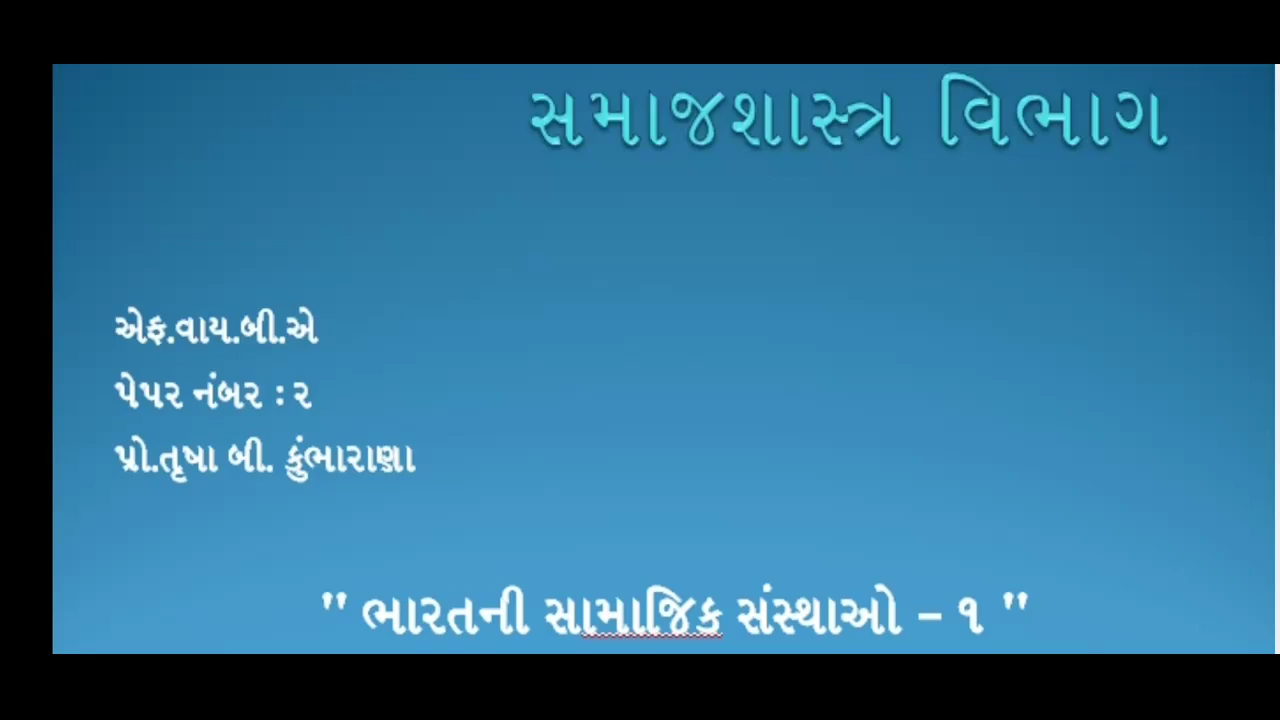 સમાજશાસ્ત્ર વિભાગ
એફ.વાય.બી.એ
પેપર નંબર : ૨
પ્રો.તૃષા બી. કુંભારાણા
" ભારતની સામાજિક સંસ્થાઓ – ૧ "